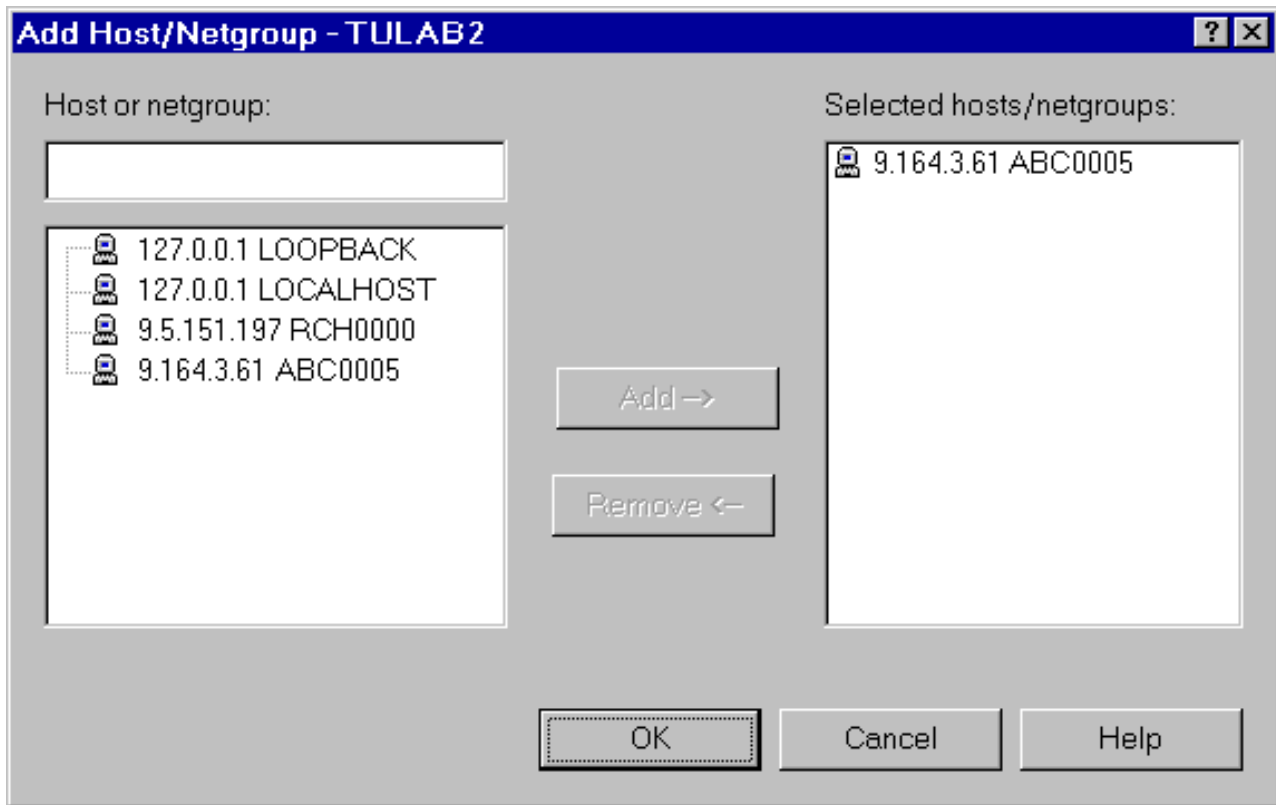 Add Host/Netgroup - TULAB2
Host or netgroup:
127.0.0.1 LOOPBACK
127.0.0.1 LOCALHOST
9.5.151.197 RCH0000
9.164.3.61 ABC0005
Add -->
Remove <--
Selected hosts/netgroups:
9.164.3.61 ABC0005
OK
Cancel
Help